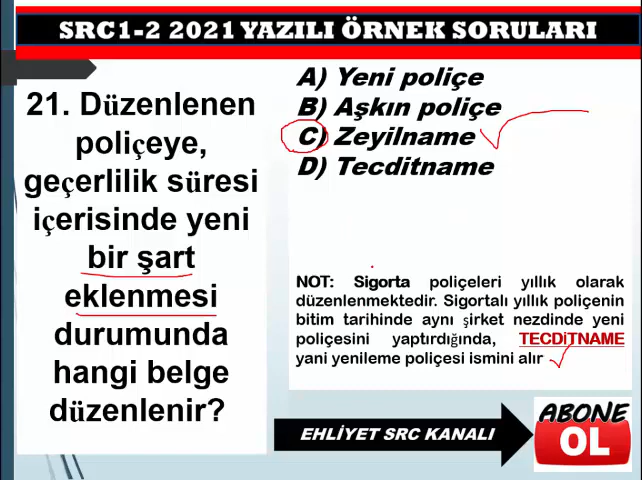 SRC1-2 2021 YAZILI ÖRNEK SORULARI
21. Düzenlenen
poliçeye,
geçerlilik süresi
içerisinde yeni
bir şart
eklenmesi
durumunda
hangi belge
düzenlenir?
A) Yeni poliçe
B) Aşkın poliçe
C) Zeyilname
D) Tecditname
NOT: Sigorta poliçeleri yıllık olarak
düzenlenmektedir. Sigortalı yıllık poliçenin
bitim tarihinde aynı şirket nezdinde yeni
poliçesini yaptırdığında, TECDİTNAME
yani yenileme poliçesi ismini alır
EHLİYET SRC KANALI
ABONE
OL